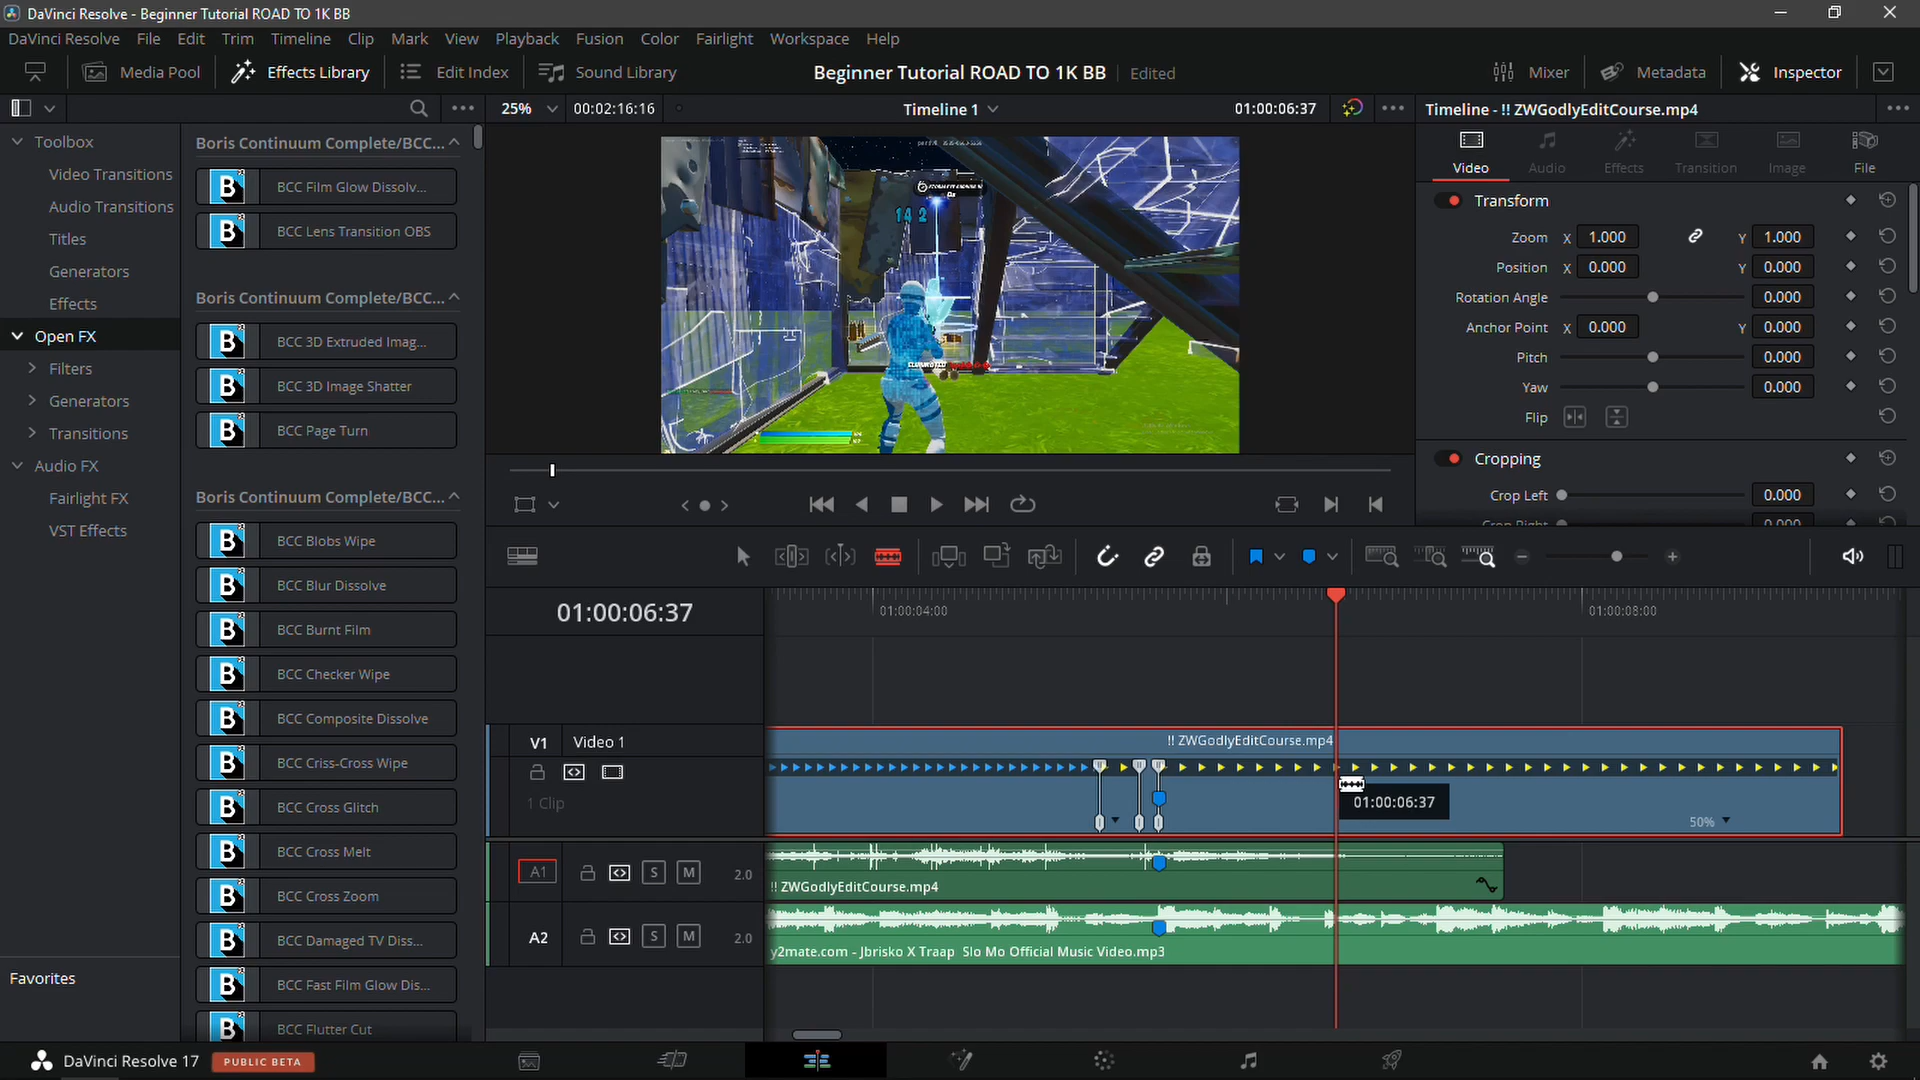 DaVinci Resolve - Beginner Tutorial ROAD TO 1K BB
DaVinci Resolve File Edit Trim Timeline Clip Mark View Playback Fusion Color Fairlight Workspace Help
Media Pool Effects Library Edit Index Sound Library Beginner Tutorial ROAD TO 1K BB Edited Mixer Metadata Inspector
25% 00:02:16:16 Timeline 1 01:00:06:37 Timeline - !! ZWGodlyEditCourse.mp4
Toolbox
Video Transitions
Audio Transitions
Titles
Generators
Effects
Open FX
Filters
Generators
Transitions
Audio FX
Fairlight FX
VST Effects
Favorites
Boris Continuum Complete/BCC...
BCC Film Glow Dissolv...
BCC Lens Transition OBS
Boris Continuum Complete/BCC...
BCC 3D Extruded Imag...
BCC 3D Image Shatter
BCC Page Turn
Boris Continuum Complete/BCC...
BCC Blobs Wipe
BCC Blur Dissolve
BCC Burnt Film
BCC Checker Wipe
BCC Composite Dissolve
BCC Criss-Cross Wipe
BCC Cross Glitch
BCC Cross Melt
BCC Cross Zoom
BCC Damaged TV Diss...
BCC Fast Film Glow Dis...
BCC Flutter Cut
14 2
Video Audio Effects Transition Image File
Transform
Zoom X 1.000 Y 1.000
Position X 0.000 Y 0.000
Rotation Angle 0.000
Anchor Point X 0.000 Y 0.000
Pitch 0.000
Yaw 0.000
Flip
Cropping
Crop Left 0.000
Crop Right 0.000
01:00:06:37 01:00:04:00 01:00:08:00
V1 Video 1
1 Clip
!! ZWGodlyEditCourse.mp4
01:00:06:37
50%
A1 S M 2.0
!! ZWGodlyEditCourse.mp4
A2 S M 2.0
y2mate.com - Jbrisko X Traap Slo Mo Official Music Video.mp3
DaVinci Resolve 17 PUBLIC BETA